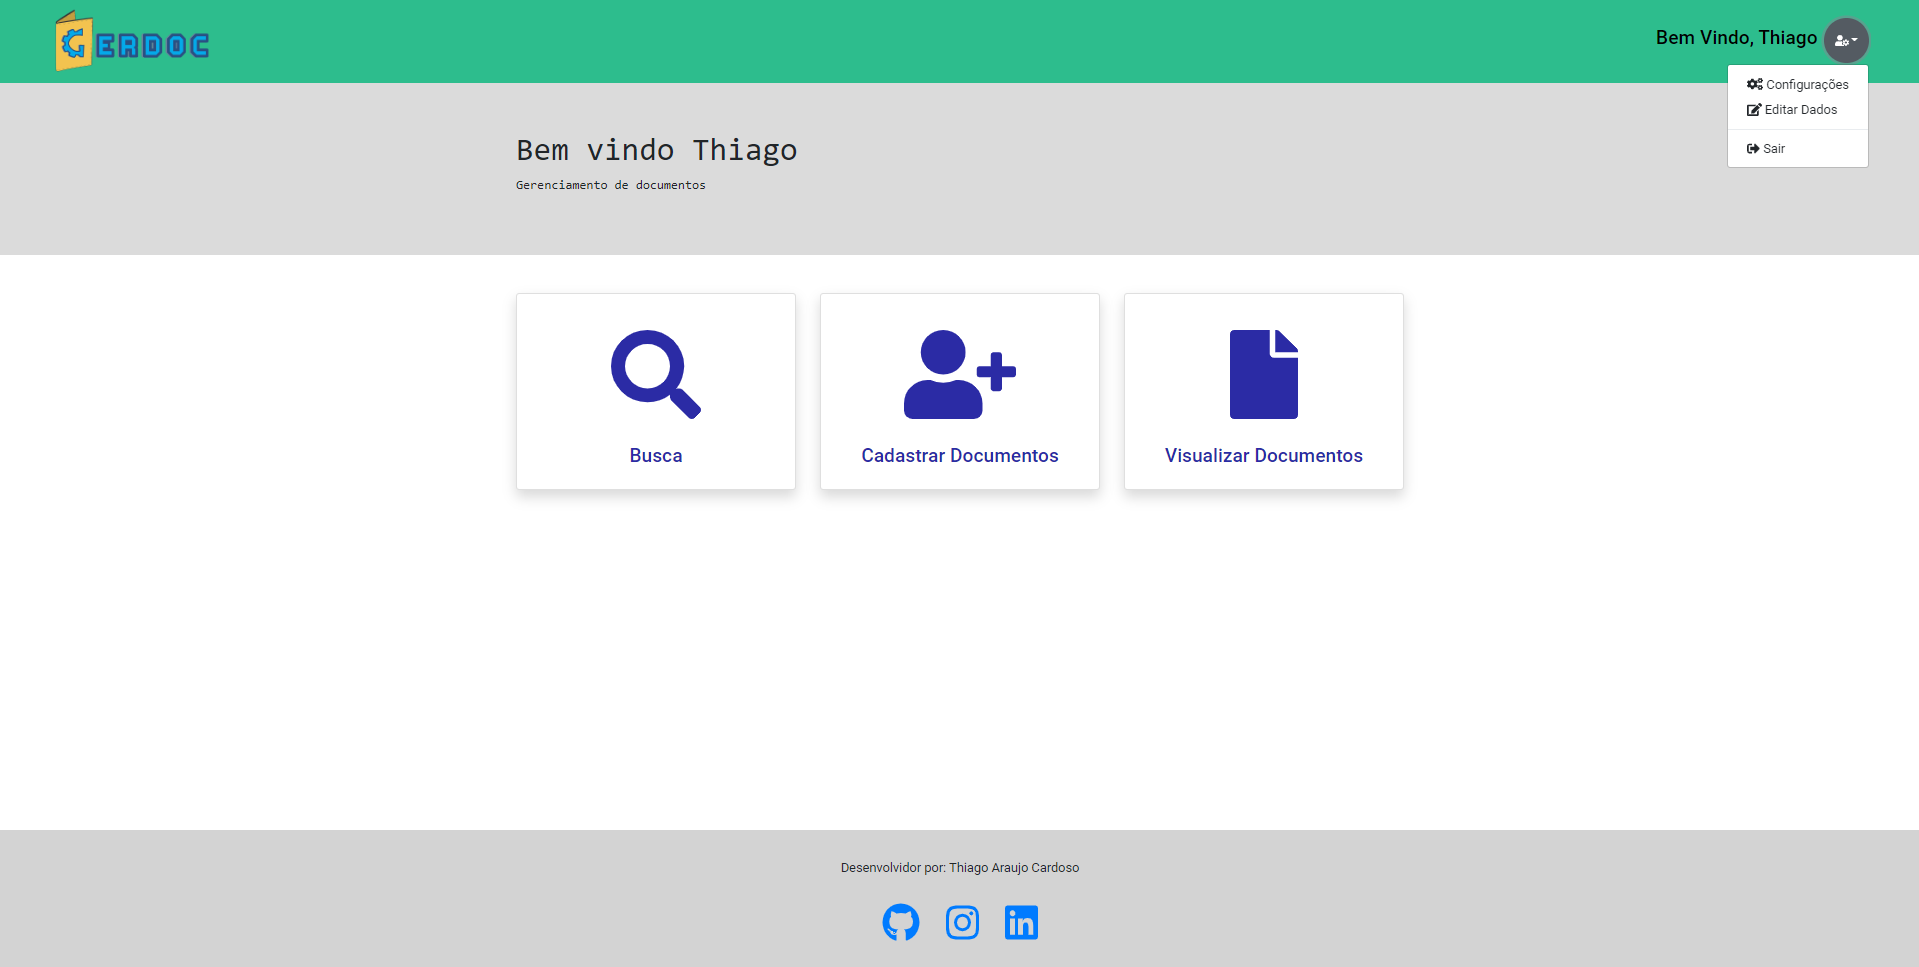 GERDOC
Bem Vindo, Thiago
Configurações
Editar Dados
Sair
Bem vindo Thiago
Gerenciamento de documentos
Busca
Cadastrar Documentos
Visualizar Documentos
Desenvolvidor por: Thiago Araujo Cardoso
in